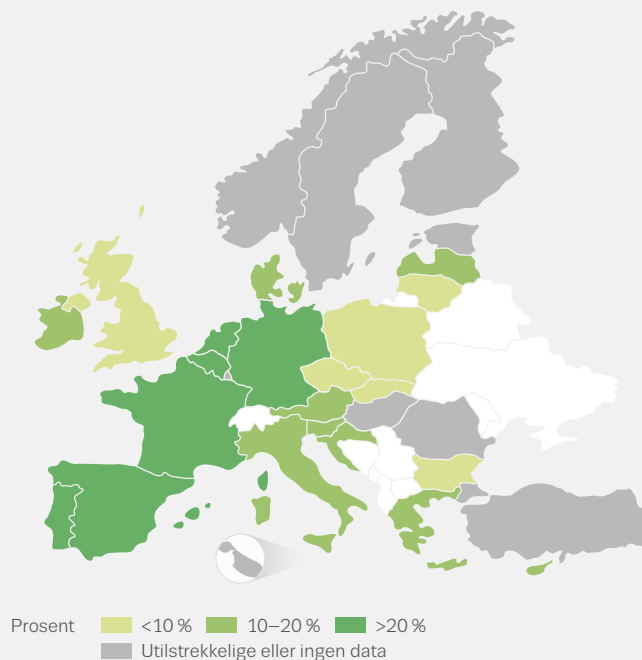 Prosent <10 % 10–20 % >20 %
Utilstrekkelige eller ingen data